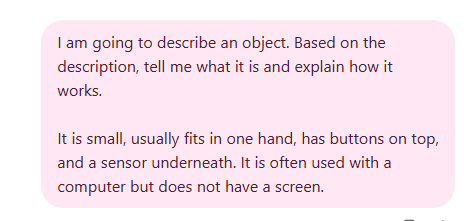 I am going to describe an object. Based on the
description, tell me what it is and explain how it
works.
It is small, usually fits in one hand, has buttons on top,
and a sensor underneath. It is often used with a
computer but does not have a screen.